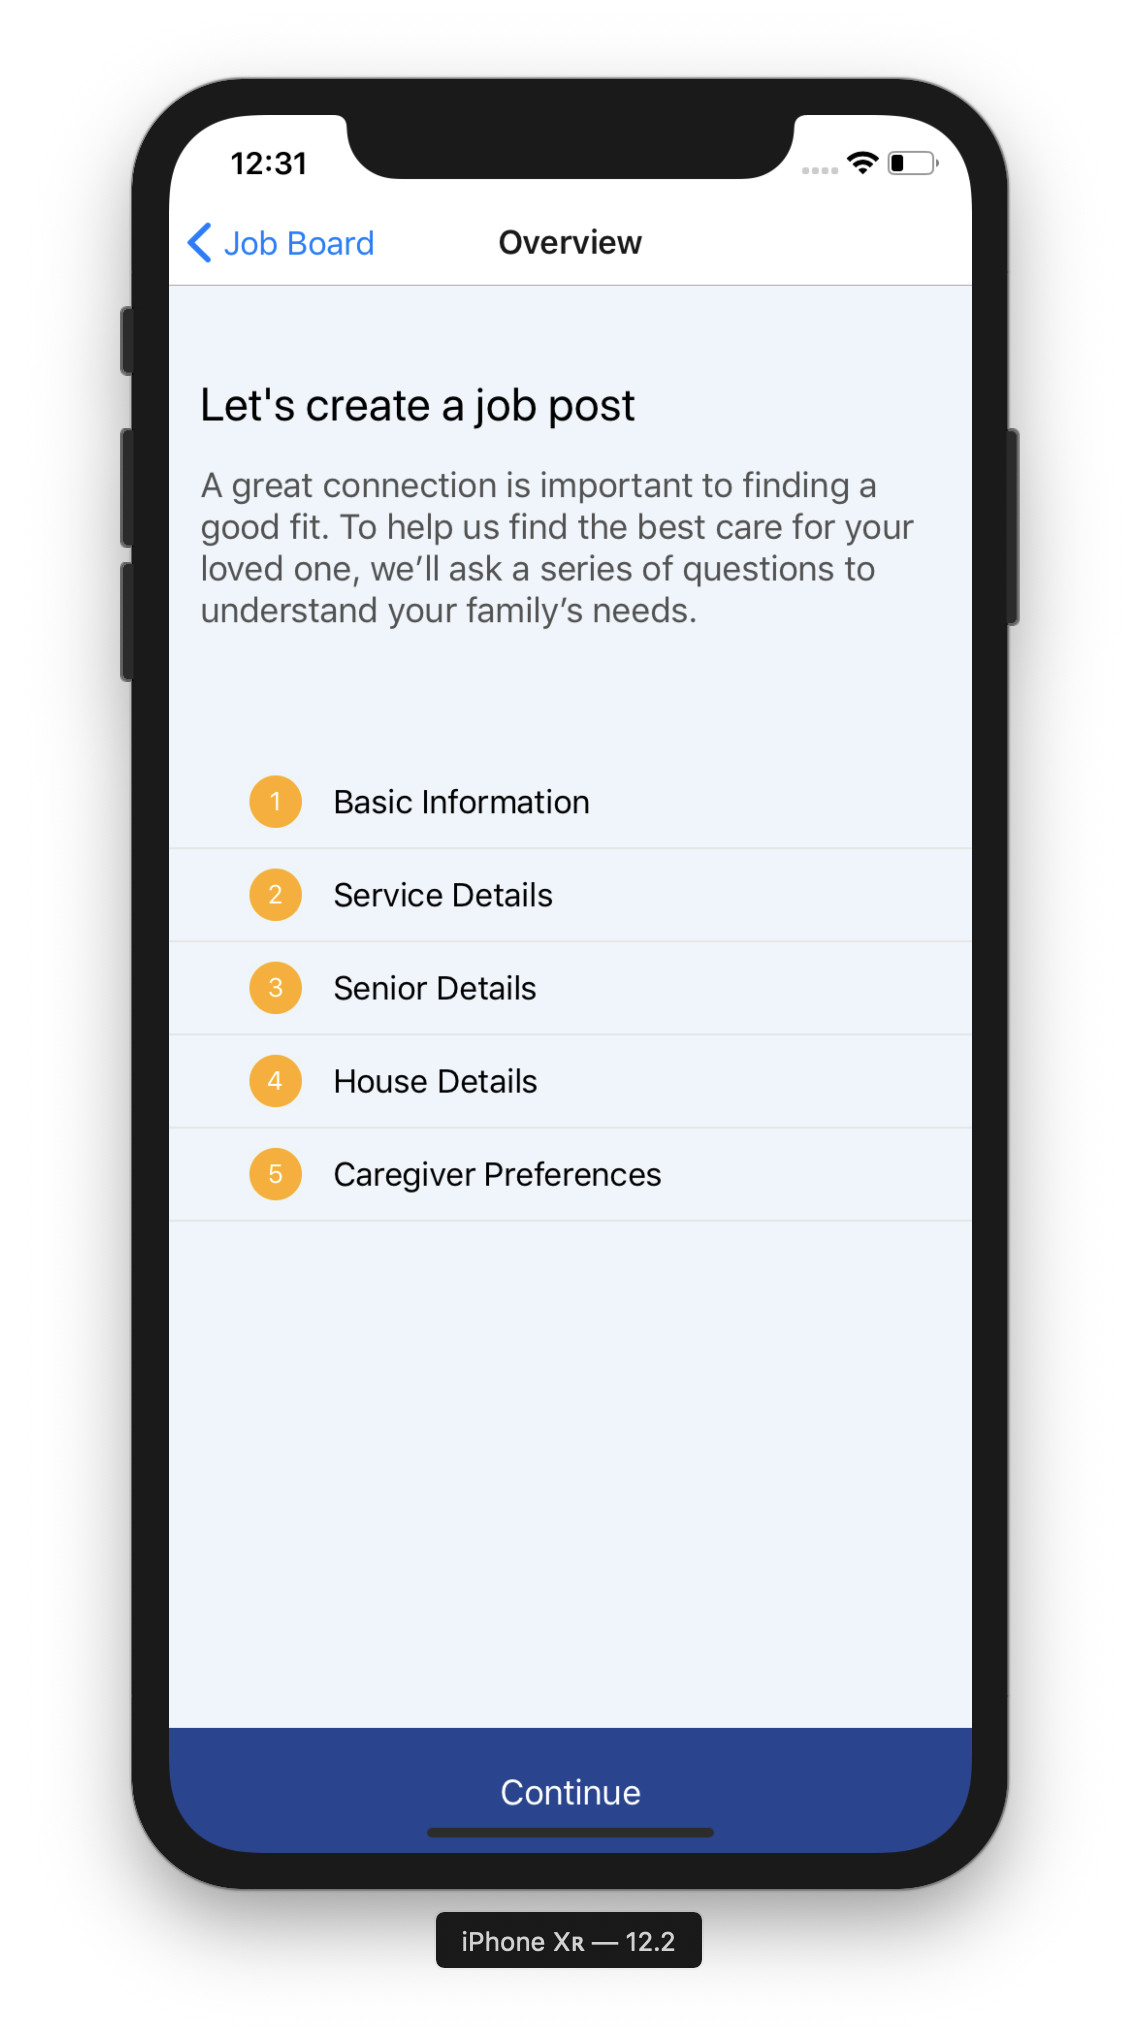 12:31
Job Board
Overview
Let's create a job post
A great connection is important to finding a
good fit. To help us find the best care for your
loved one, we’ll ask a series of questions to
understand your family’s needs.
1 Basic Information
2 Service Details
3 Senior Details
4 House Details
5 Caregiver Preferences
Continue
iPhone Xʀ — 12.2